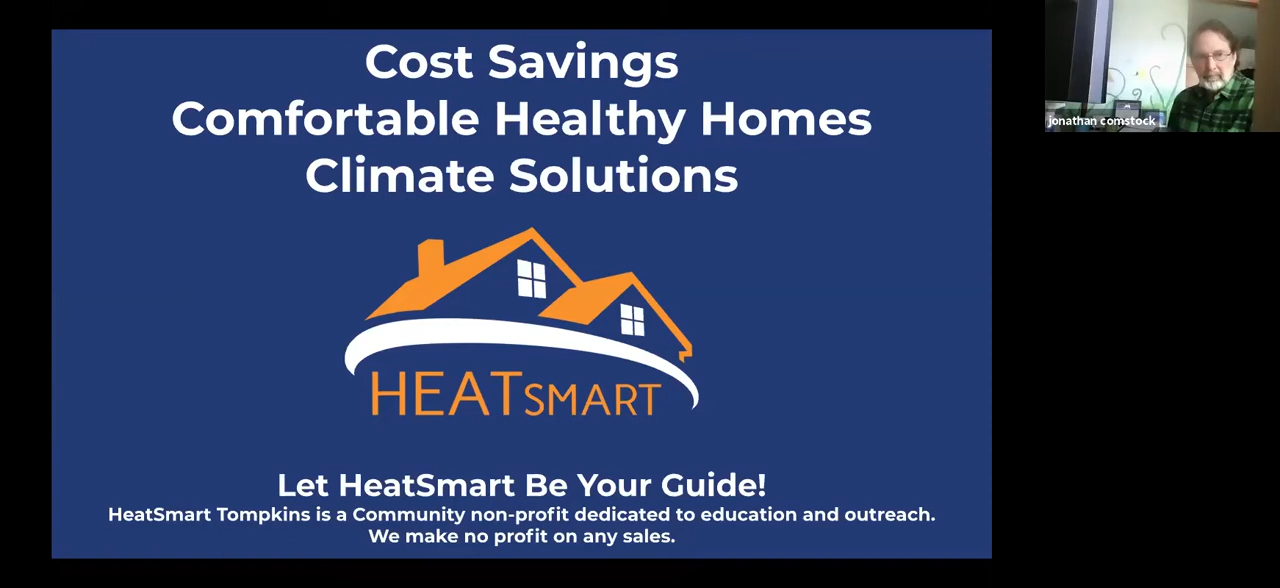 Cost Savings
Comfortable Healthy Homes
Climate Solutions
HEATSMART
Let HeatSmart Be Your Guide!
HeatSmart Tompkins is a Community non-profit dedicated to education and outreach.
We make no profit on any sales.
jonathan comstock